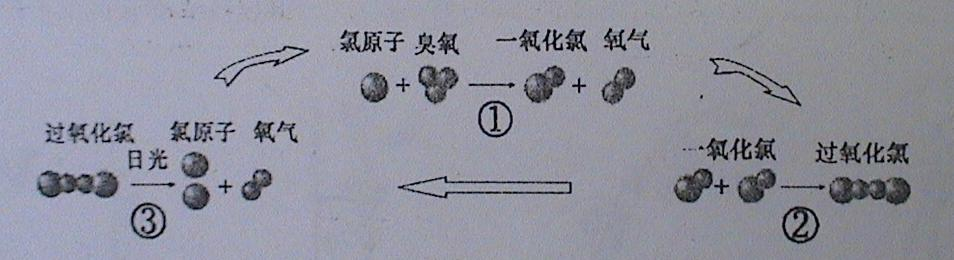 氯原子 臭氧 一氧化氯 氧气
+ → +
①
过氧化氯 日光 氯原子 氧气
+
③
一氧化氯 过氧化氯
+ →
②